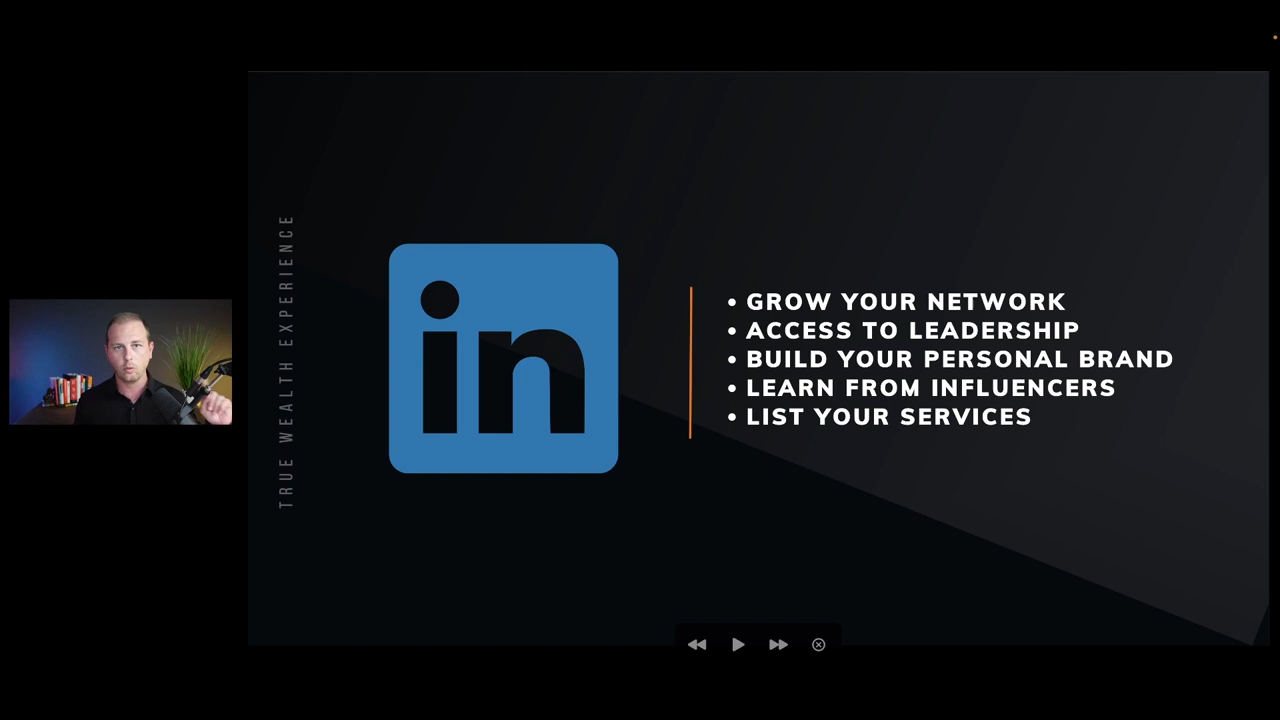 TRUE WEALTH EXPERIENCE
in
• GROW YOUR NETWORK
• ACCESS TO LEADERSHIP
• BUILD YOUR PERSONAL BRAND
• LEARN FROM INFLUENCERS
• LIST YOUR SERVICES